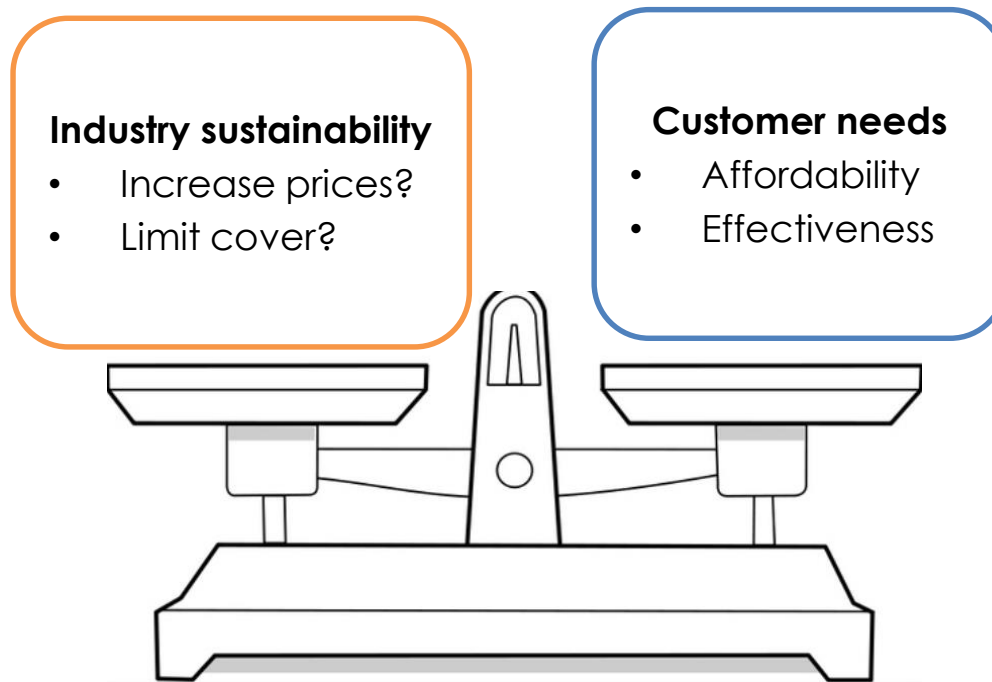 Industry sustainability
• Increase prices?
• Limit cover?
Customer needs
• Affordability
• Effectiveness